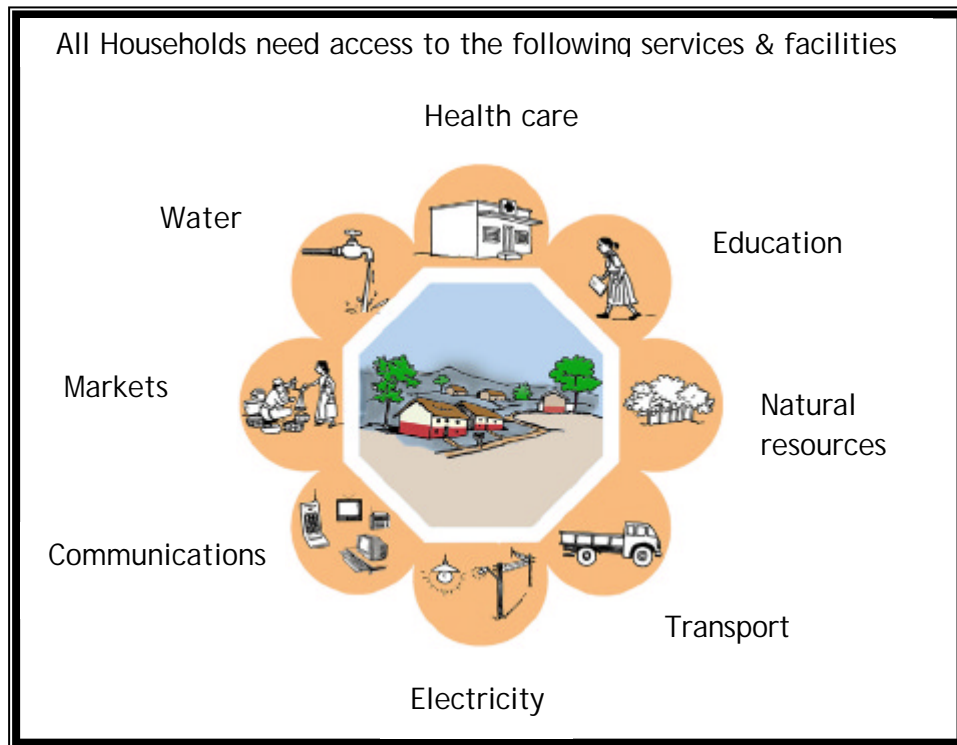 All Households need access to the following services & facilities
Health care
Water
Education
Markets
Natural
resources
Communications
Transport
Electricity